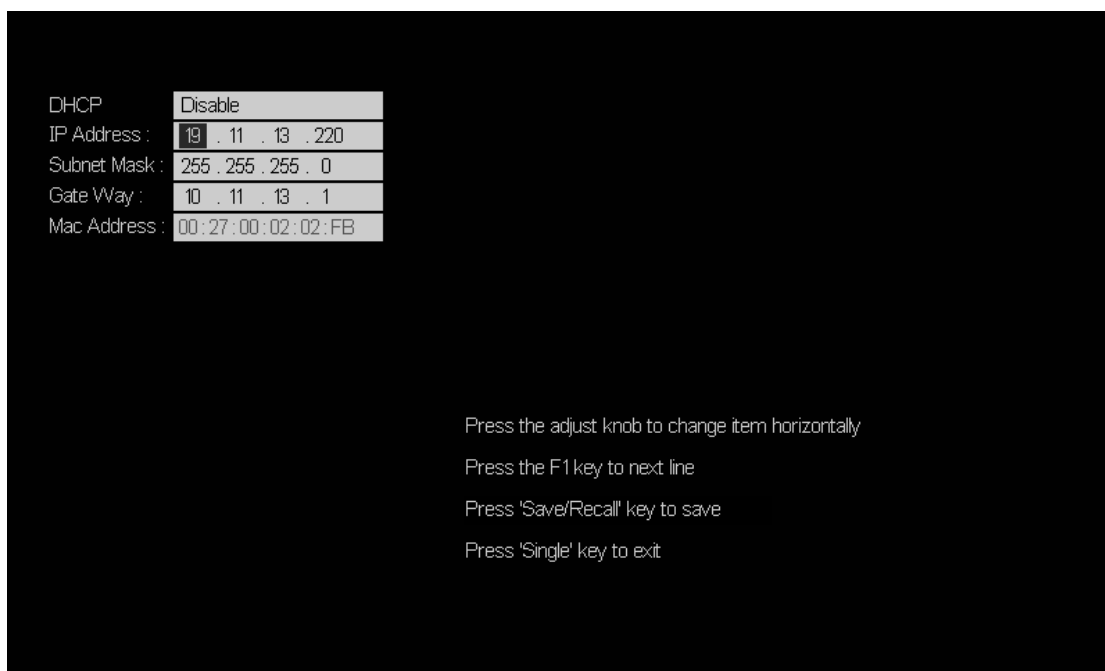 DHCP Disable
IP Address : 19 . 11 . 13 . 220
Subnet Mask : 255 . 255 . 255 . 0
Gate Way : 10 . 11 . 13 . 1
Mac Address : 00:27:00:02:02:FB
Press the adjust knob to change item horizontally
Press the F1 key to next line
Press 'Save/Recall' key to save
Press 'Single' key to exit